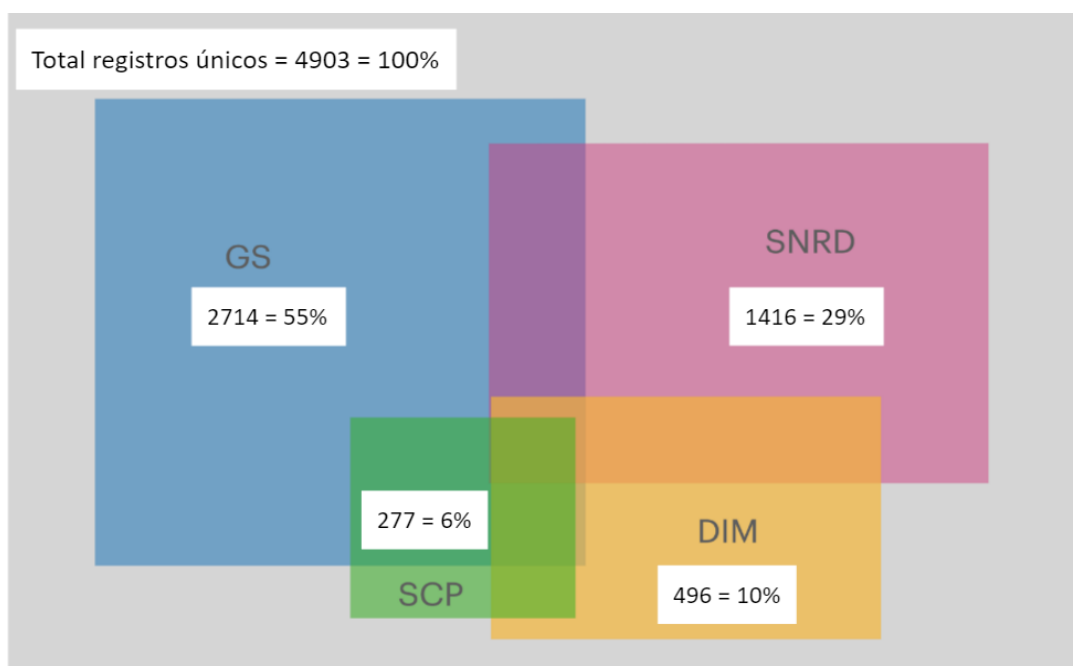 Total registros únicos = 4903 = 100%
GS
2714 = 55%
SNRD
1416 = 29%
277 = 6%
SCP
DIM
496 = 10%